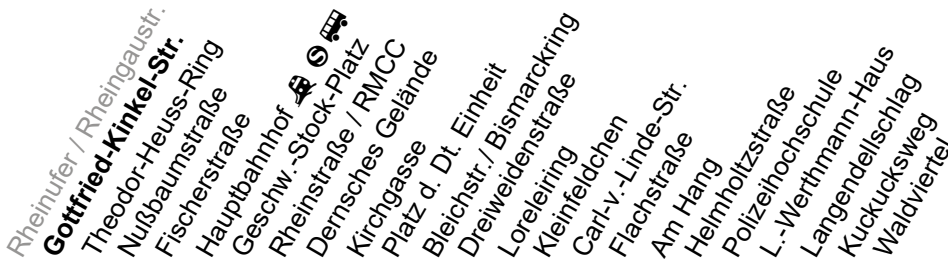 Rheinufer / Rheingaustr.
Gottfried-Kinkel-Str.
Theodor-Heuss-Ring
Nußbaumstraße
Fischerstraße
Hauptbahnhof S
Geschw.-Stock-Platz
Rheinstraße / RMCC
Dernsches Gelände
Kirchgasse
Platz d. Dt. Einheit
Bleichstr./ Bismarckring
Dreiweidenstraße
Loreleiring
Kleinfeldchen
Carl-v.-Linde-Str.
Flachstraße
Am Hang
Helmholtzstraße
Polizeihochschule
L.-Werthmann-Haus
Langendellschlag
Kuckucksweg
Waldviertel